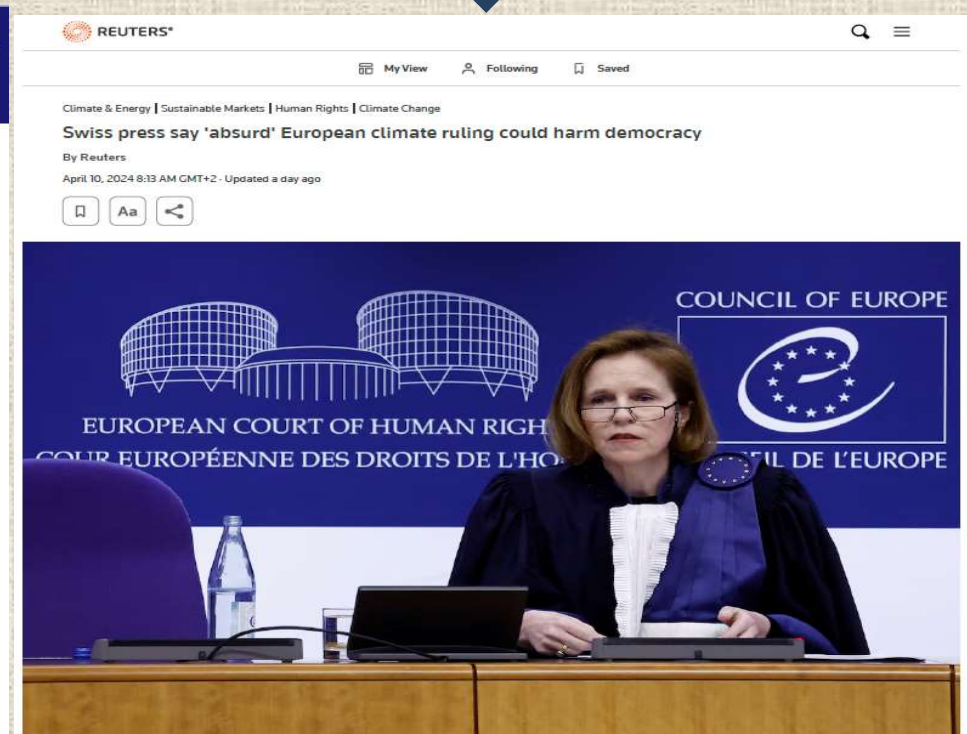 REUTERS®
My View Following Saved
Climate & Energy | Sustainable Markets | Human Rights | Climate Change
Swiss press say 'absurd' European climate ruling could harm democracy
By Reuters
April 10, 2024 8:13 AM GMT+2 · Updated a day ago
Aa
COUNCIL OF EUROPE
EUROPEAN COURT OF HUMAN RIGH
COUR EUROPÉENNE DES DROITS DE L'HO
IL DE L'EUROPE